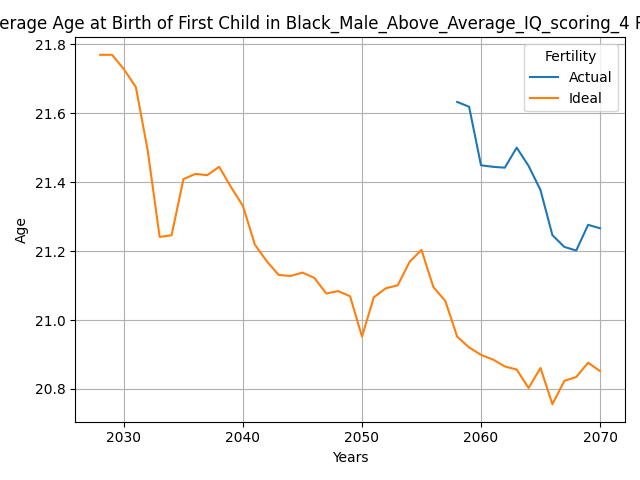 erage Age at Birth of First Child in Black_Male_Above_Average_IQ_scoring_4
Fertility
Actual
Ideal
21.8
21.6
21.4
21.2
21.0
20.8
Age
2030 2040 2050 2060 2070
Years